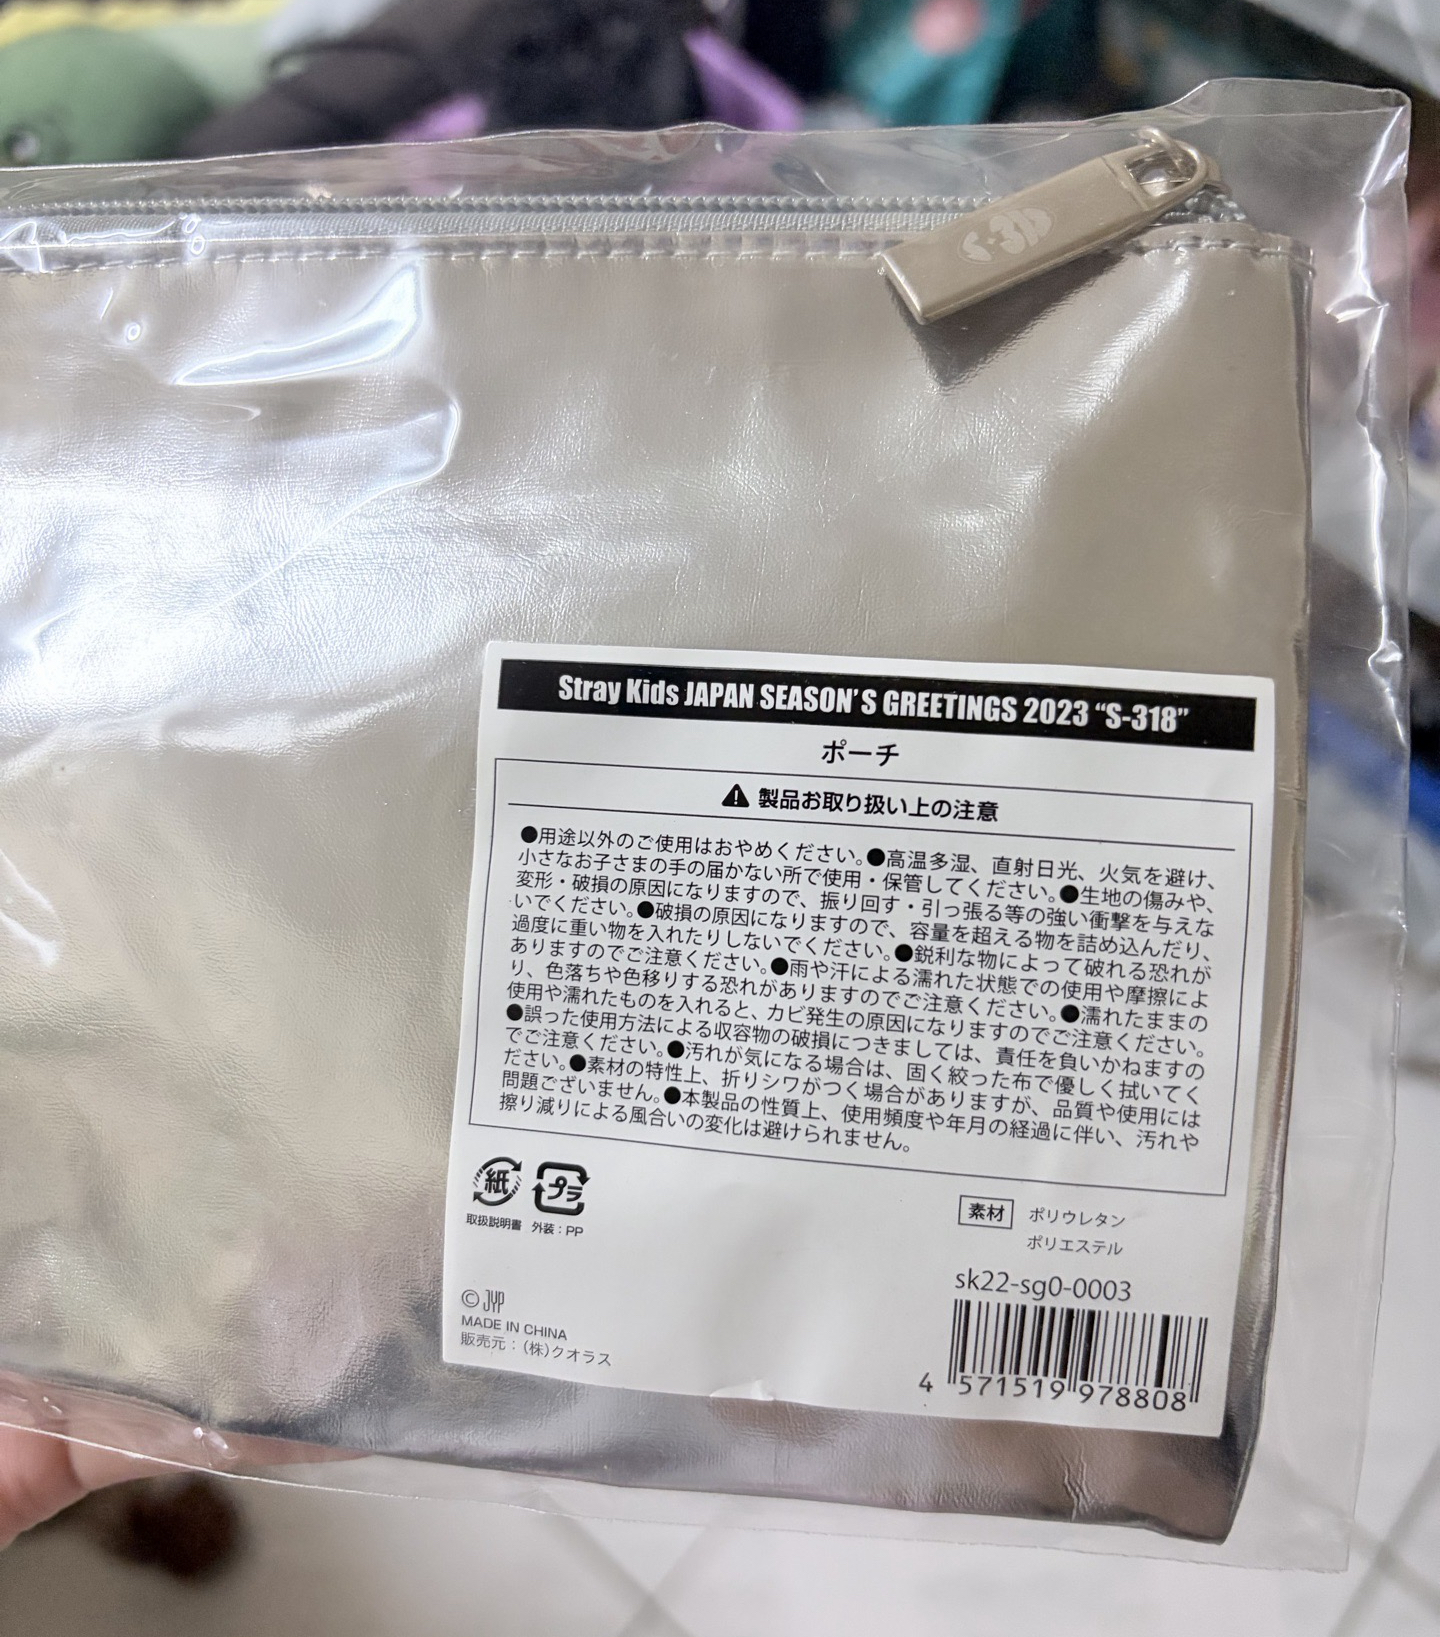 S-318
Stray Kids JAPAN SEASON'S GREETINGS 2023 “S-318”
ポーチ
製品お取り扱い上の注意
●用途以外のご使用はおやめください。●高温多湿、直射日光、火気を避け、
小さなお子さまの手の届かない所で使用・保管してください。●生地の傷みや、
変形・破損の原因になりますので、振り回す・引っ張る等の強い衝撃を与えな
いでください。●破損の原因になりますので、容量を超える物を詰め込んだり、
過度に重い物を入れたりしないでください。●鋭利な物によって破れる恐れが
ありますのでご注意ください。●雨や汗による濡れた状態での使用や摩擦によ
り、色落ちや色移りする恐れがありますのでご注意ください。●濡れたままの
使用や濡れたものを入れると、カビ発生の原因になりますのでご注意ください。
●誤った使用方法による収容物の破損につきましては、責任を負いかねますの
でご注意ください。●汚れが気になる場合は、固く絞った布で優しく拭いてく
ださい。●素材の特性上、折りシワがつく場合がありますが、品質や使用には
問題ございません。●本製品の性質上、使用頻度や年月の経過に伴い、汚れや
擦り減りによる風合いの変化は避けられません。
紙 プラ
取扱説明書 外装：PP
素材 ポリウレタン
ポリエステル
sk22-sg0-0003
© JYP
MADE IN CHINA
販売元：(株)クオラス
4 571519 978808